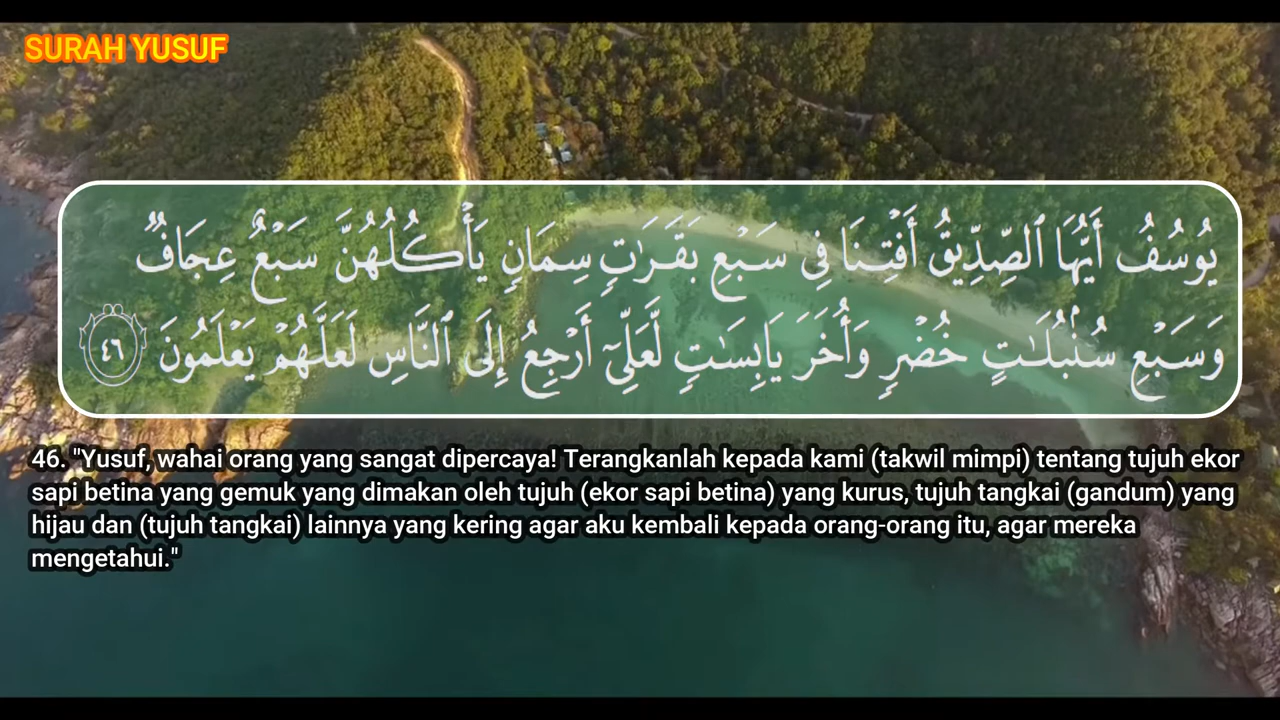 SURAH YUSUF
يُوسُفُ أَيُّهَا ٱلصِّدِّيقُ أَفْتِنَا فِى سَبْعِ بَقَرَٰتٍ سِمَانٍ يَأْكُلُهُنَّ سَبْعٌ عِجَافٌ
وَسَبْعِ سُنۢبُلَٰتٍ خُضْرٍ وَأُخَرَ يَابِسَٰتٍ لَّعَلِّىٓ أَرْجِعُ إِلَى ٱلنَّاسِ لَعَلَّهُمْ يَعْلَمُونَ ٤٦
46. "Yusuf, wahai orang yang sangat dipercaya! Terangkanlah kepada kami (takwil mimpi) tentang tujuh ekor
sapi betina yang gemuk yang dimakan oleh tujuh (ekor sapi betina) yang kurus, tujuh tangkai (gandum) yang
hijau dan (tujuh tangkai) lainnya yang kering agar aku kembali kepada orang-orang itu, agar mereka
mengetahui."